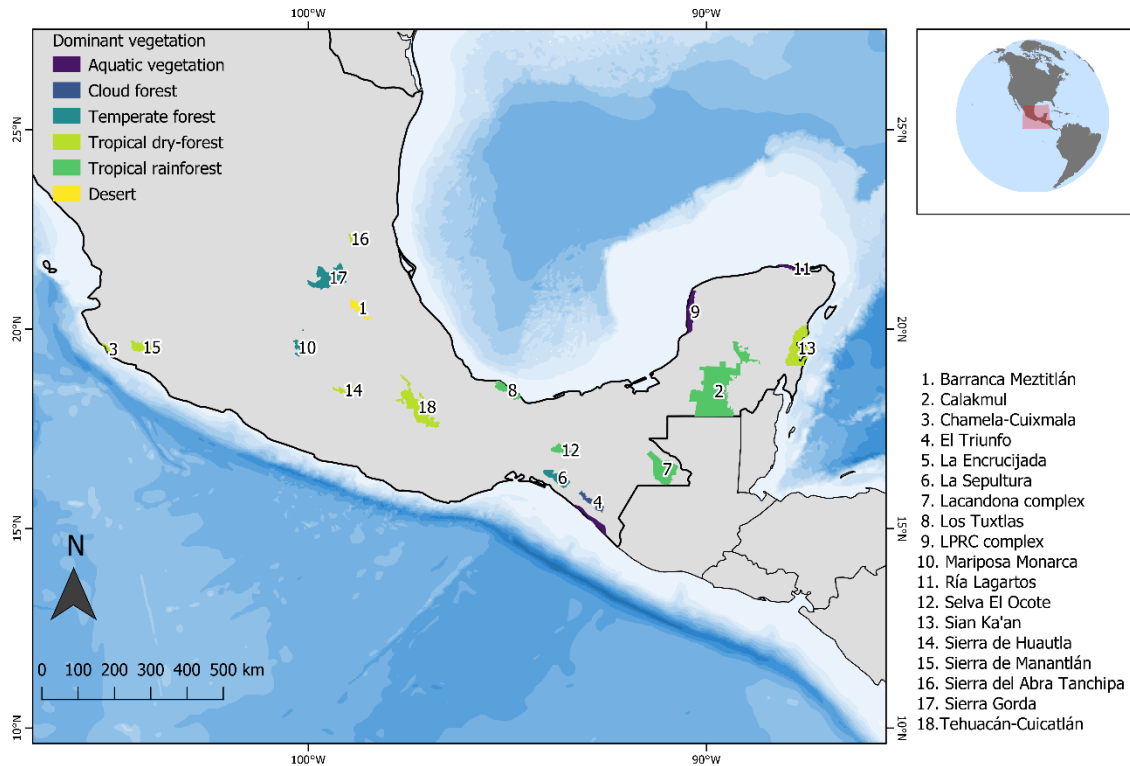 100°W
90°W
Dominant vegetation
Aquatic vegetation
Cloud forest
Temperate forest
Tropical dry-forest
Tropical rainforest
Desert
25°N
25°N
20°N
20°N
15°N
15°N
10°N
10°N
16
17
1
11
9
3
15
10
13
14
18
8
2
12
6
7
4
N
0 100 200 300 400 500 km
100°W
90°W
1. Barranca Meztitlán
2. Calakmul
3. Chamela-Cuixmala
4. El Triunfo
5. La Encrucijada
6. La Sepultura
7. Lacandona complex
8. Los Tuxtlas
9. LPRC complex
10. Mariposa Monarca
11. Ría Lagartos
12. Selva El Ocote
13. Sian Ka'an
14. Sierra de Huautla
15. Sierra de Manantlán
16. Sierra del Abra Tanchipa
17. Sierra Gorda
18.Tehuacán-Cuicatlán